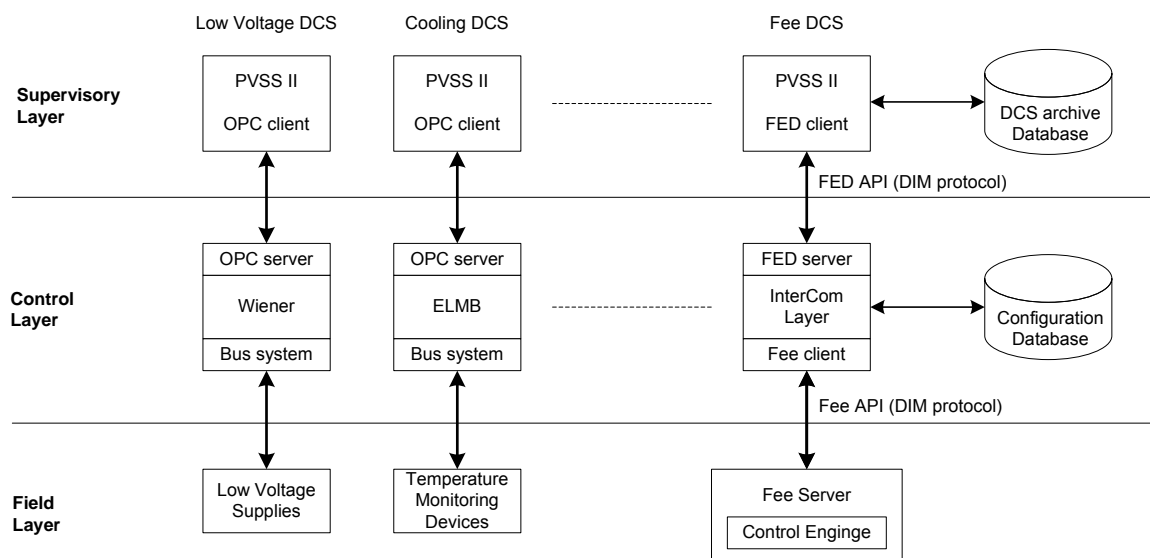 Low Voltage DCS
Cooling DCS
Fee DCS
Supervisory
Layer
PVSS II
OPC client
PVSS II
OPC client
PVSS II
FED client
DCS archive
Database
FED API (DIM protocol)
Control
Layer
OPC server
Wiener
Bus system
OPC server
ELMB
Bus system
FED server
InterCom
Layer
Fee client
Configuration
Database
Fee API (DIM protocol)
Field
Layer
Low Voltage
Supplies
Temperature
Monitoring
Devices
Fee Server
Control Enginge